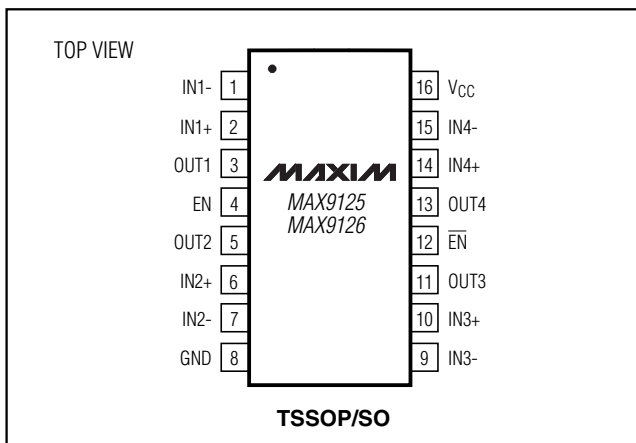 TOP VIEW
IN1- 1
IN1+ 2
OUT1 3
EN 4
OUT2 5
IN2+ 6
IN2- 7
GND 8
MAXIM
MAX9125
MAX9126
16 VCC
15 IN4-
14 IN4+
13 OUT4
12 E̅N̅
11 OUT3
10 IN3+
9 IN3-
TSSOP/SO